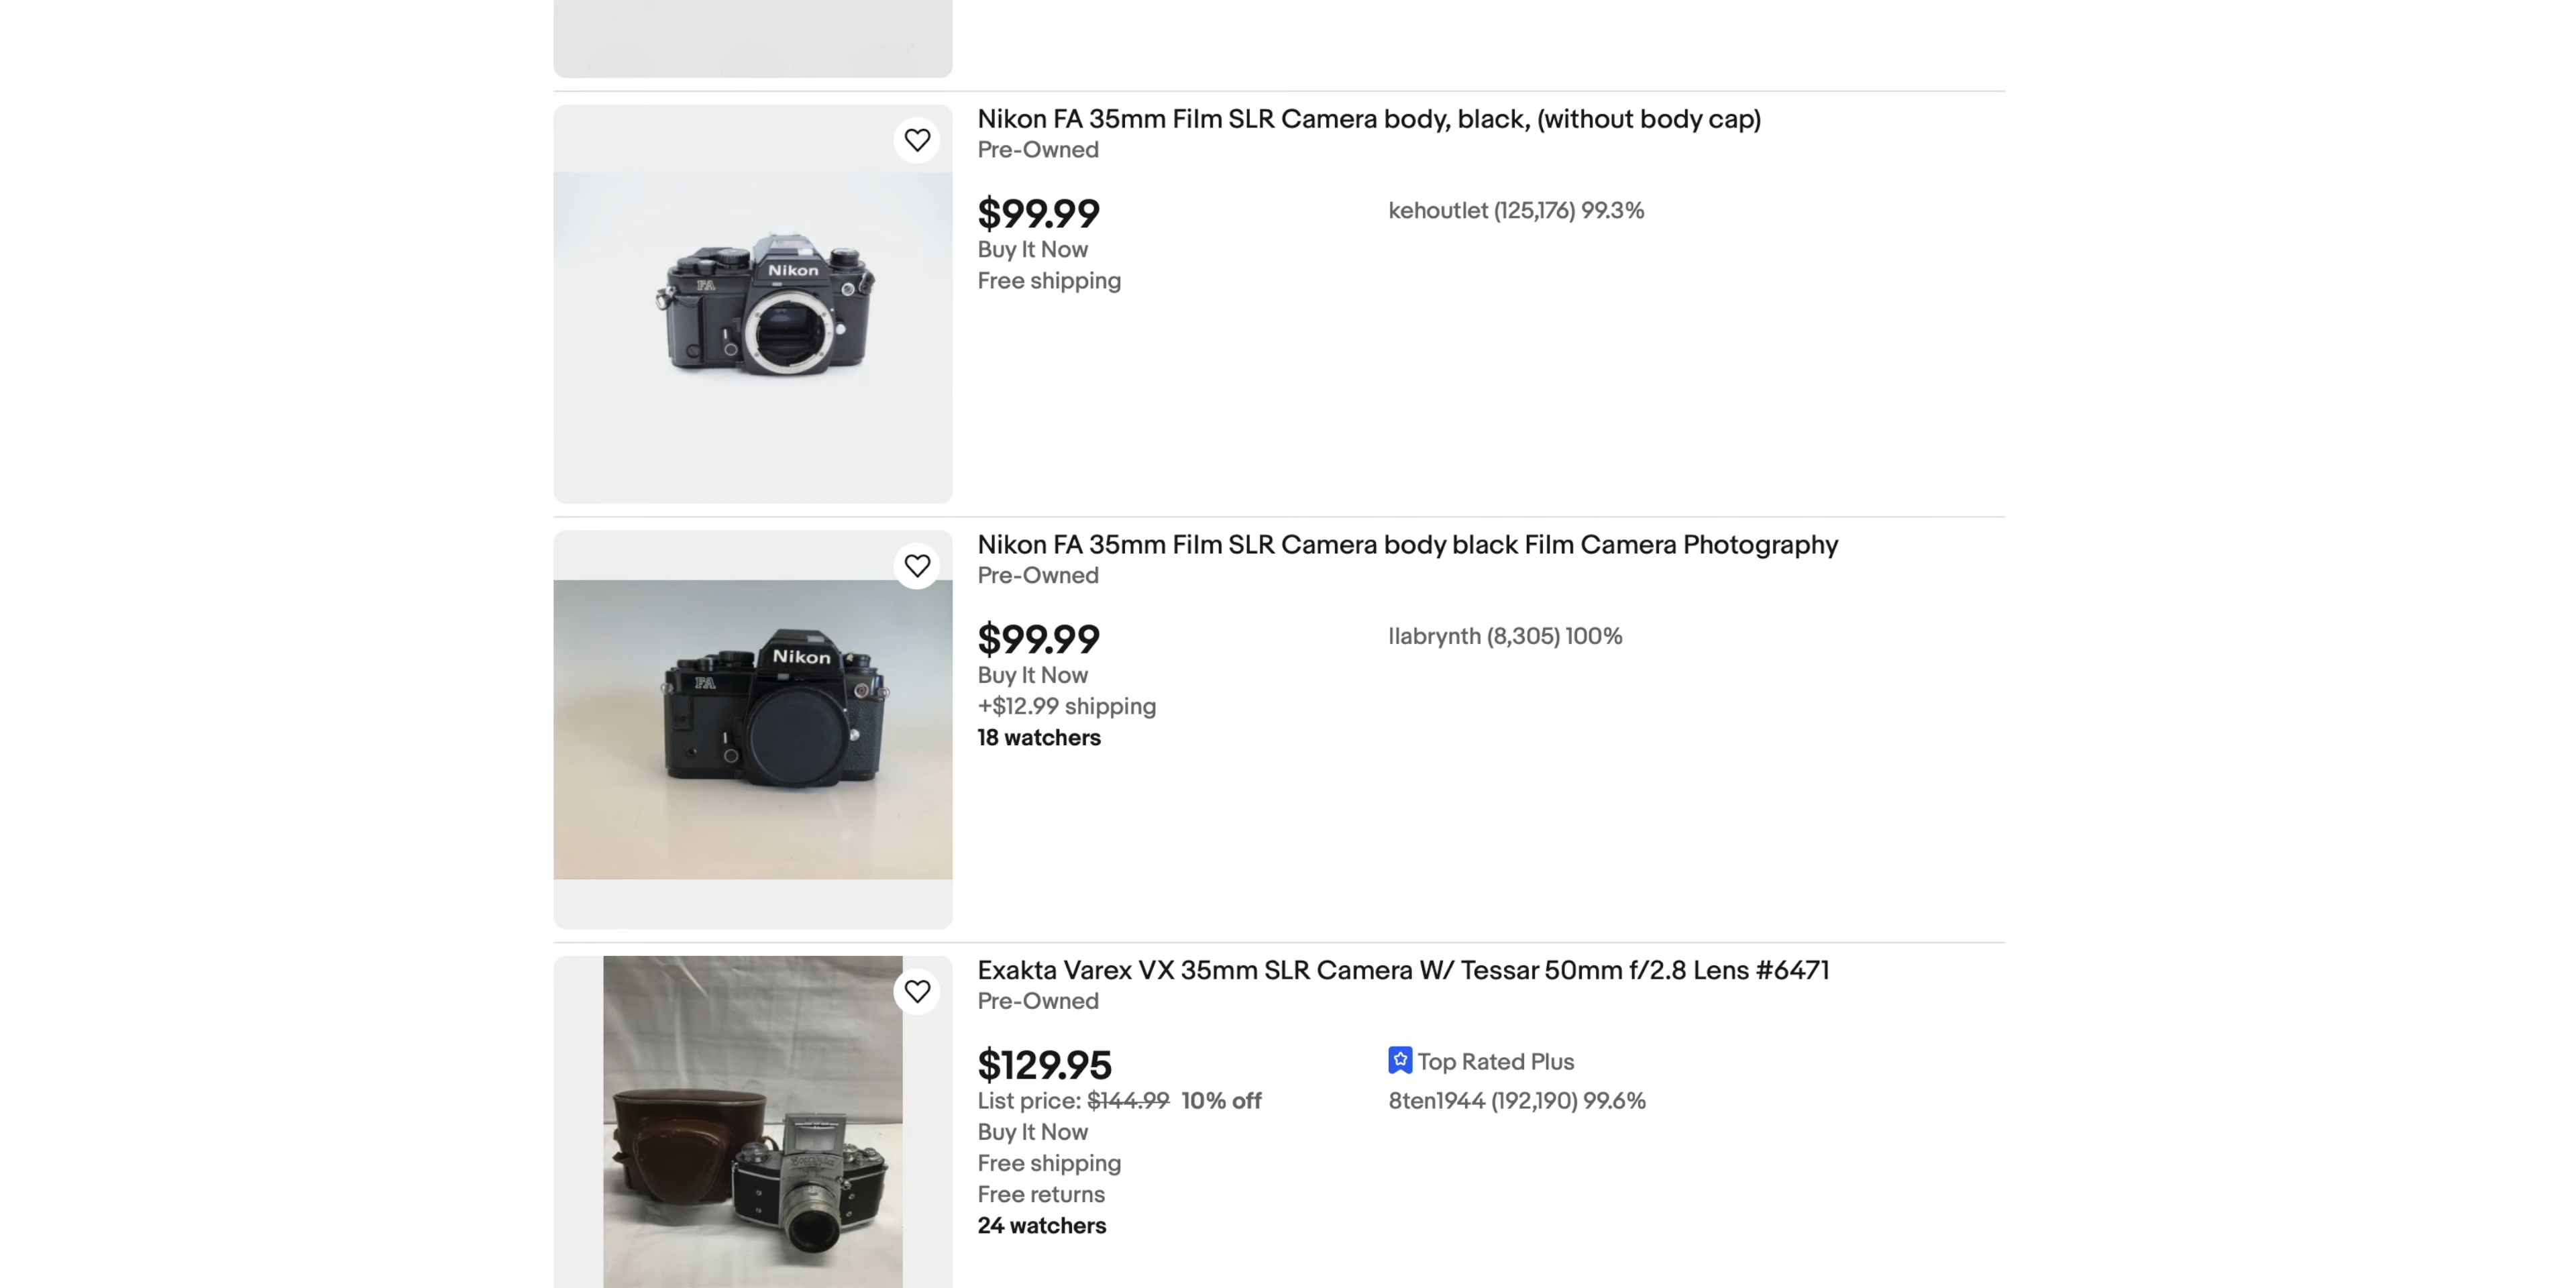 Nikon FA 35mm Film SLR Camera body, black, (without body cap)
Pre-Owned
$99.99
kehoutlet (125,176) 99.3%
Buy It Now
Free shipping
Nikon
FA
Nikon FA 35mm Film SLR Camera body black Film Camera Photography
Pre-Owned
$99.99
llabrynth (8,305) 100%
Buy It Now
+$12.99 shipping
18 watchers
Nikon
FA
Exakta Varex VX 35mm SLR Camera W/ Tessar 50mm f/2.8 Lens #6471
Pre-Owned
$129.95
Top Rated Plus
List price: $144.99 10% off
8ten1944 (192,190) 99.6%
Buy It Now
Free shipping
Free returns
24 watchers